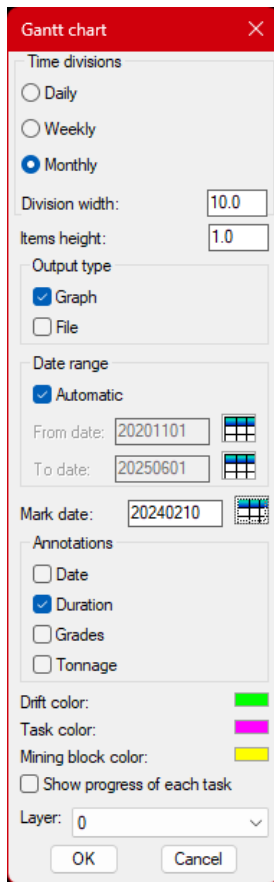 Gantt chart
Time divisions
Daily
Weekly
Monthly
Division width: 10.0
Items height: 1.0
Output type
Graph
File
Date range
Automatic
From date: 20201101
To date: 20250601
Mark date: 20240210
Annotations
Date
Duration
Grades
Tonnage
Drift color:
Task color:
Mining block color:
Show progress of each task
Layer: 0
OK Cancel